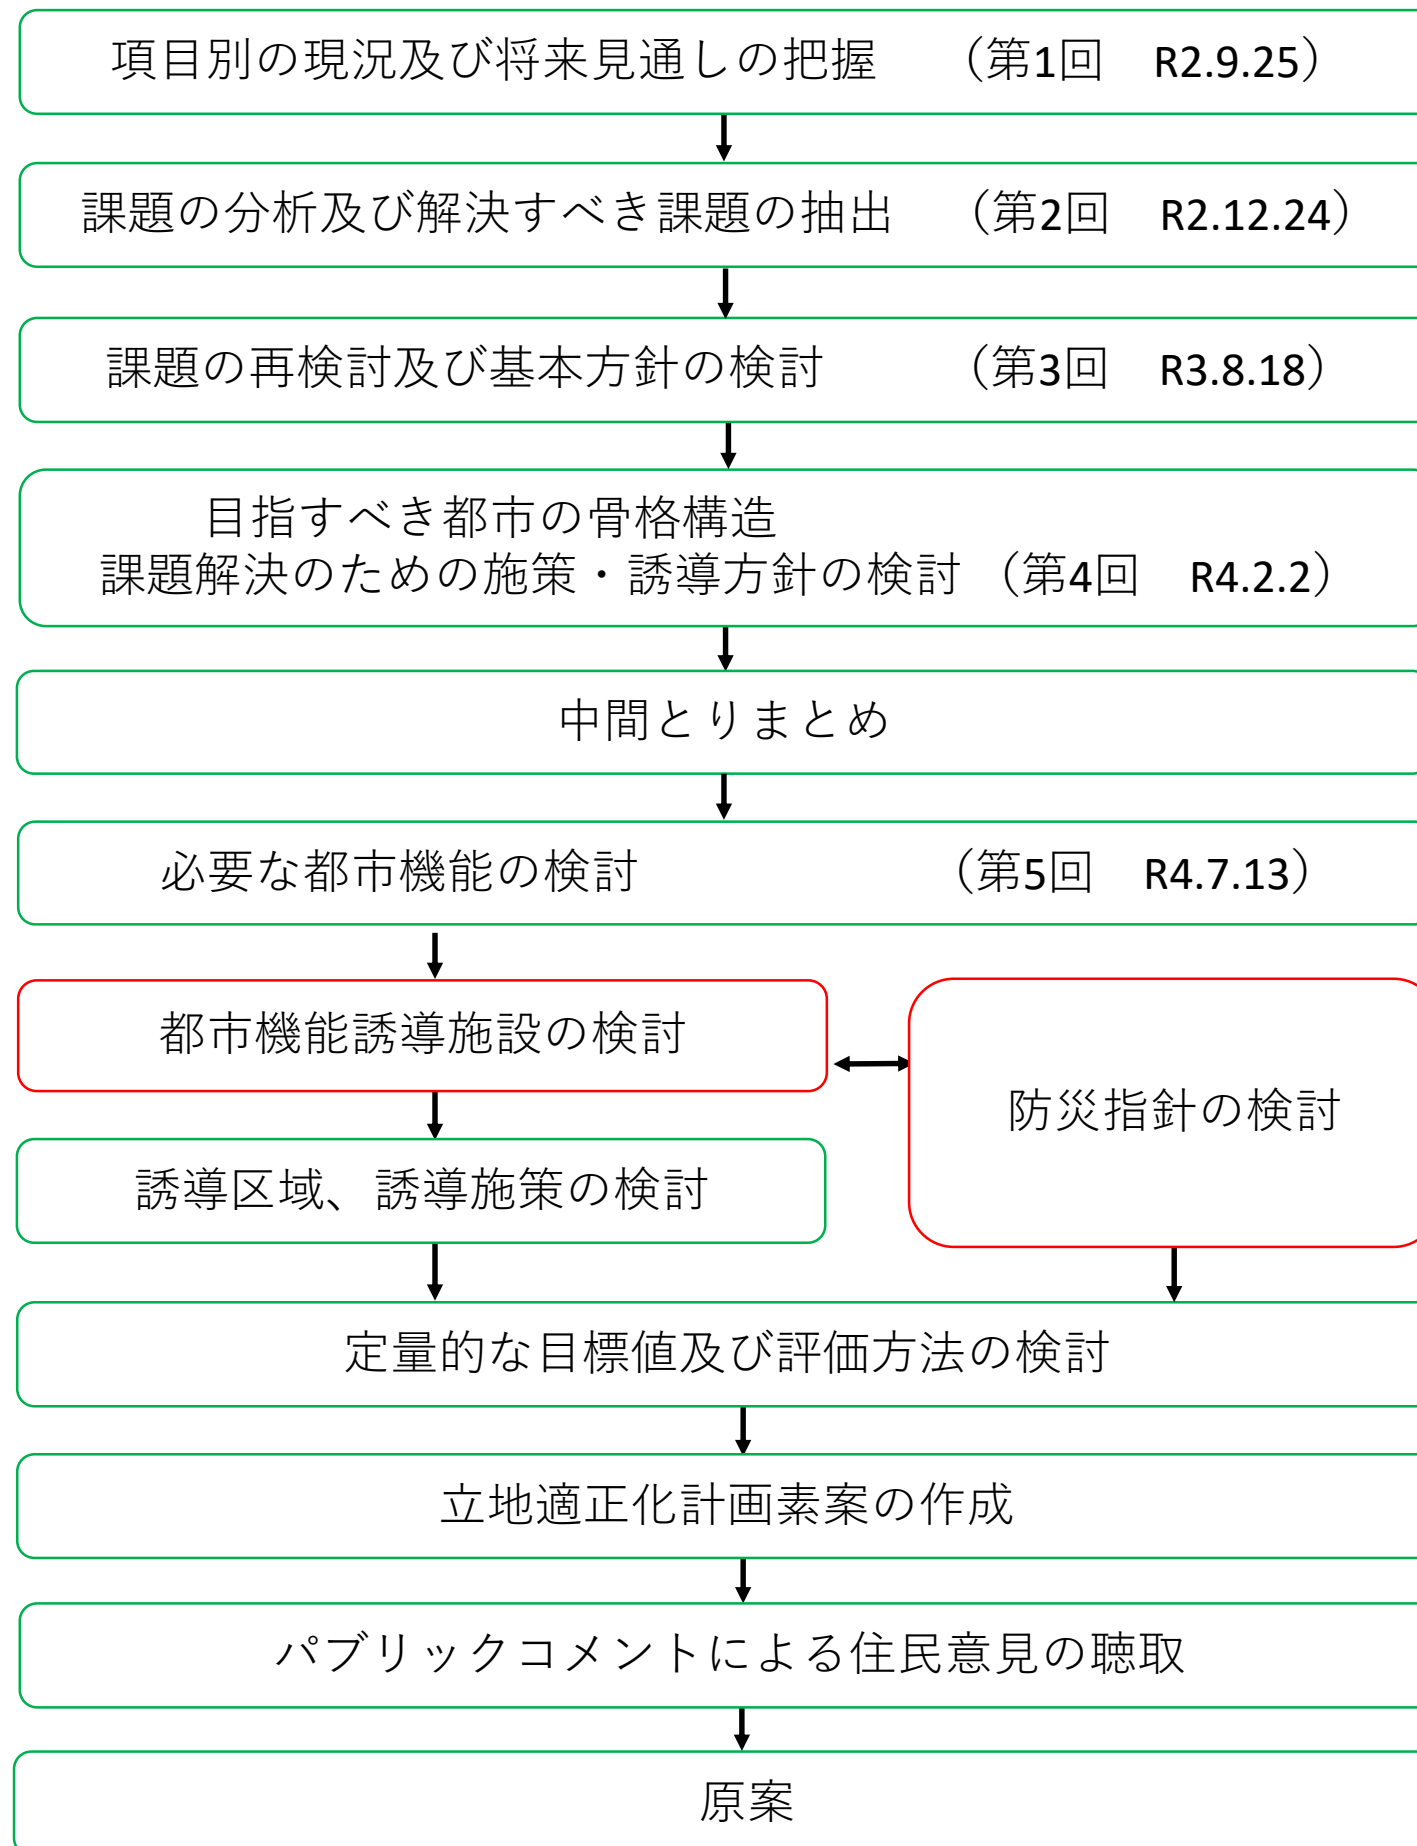 項目別の現況及び将来見通しの把握　（第1回　R2.9.25）
課題の分析及び解決すべき課題の抽出　（第2回　R2.12.24）
課題の再検討及び基本方針の検討　（第3回　R3.8.18）
目指すべき都市の骨格構造
課題解決のための施策・誘導方針の検討　（第4回　R4.2.2）
中間とりまとめ
必要な都市機能の検討　（第5回　R4.7.13）
都市機能誘導施設の検討
防災指針の検討
誘導区域、誘導施策の検討
定量的な目標値及び評価方法の検討
立地適正化計画素案の作成
パブリックコメントによる住民意見の聴取
原案